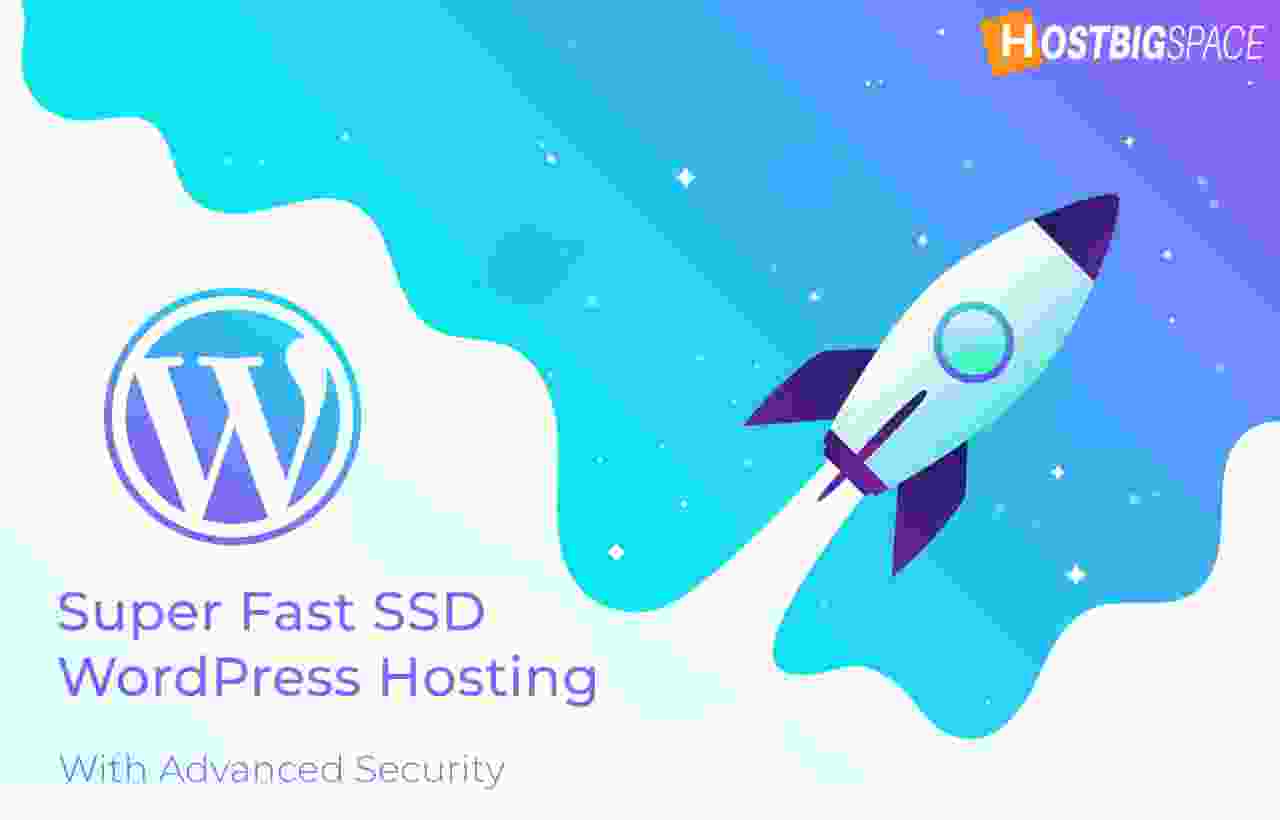 HOSTBIGSPACE
W
Super Fast SSD
WordPress Hosting
With Advanced Security